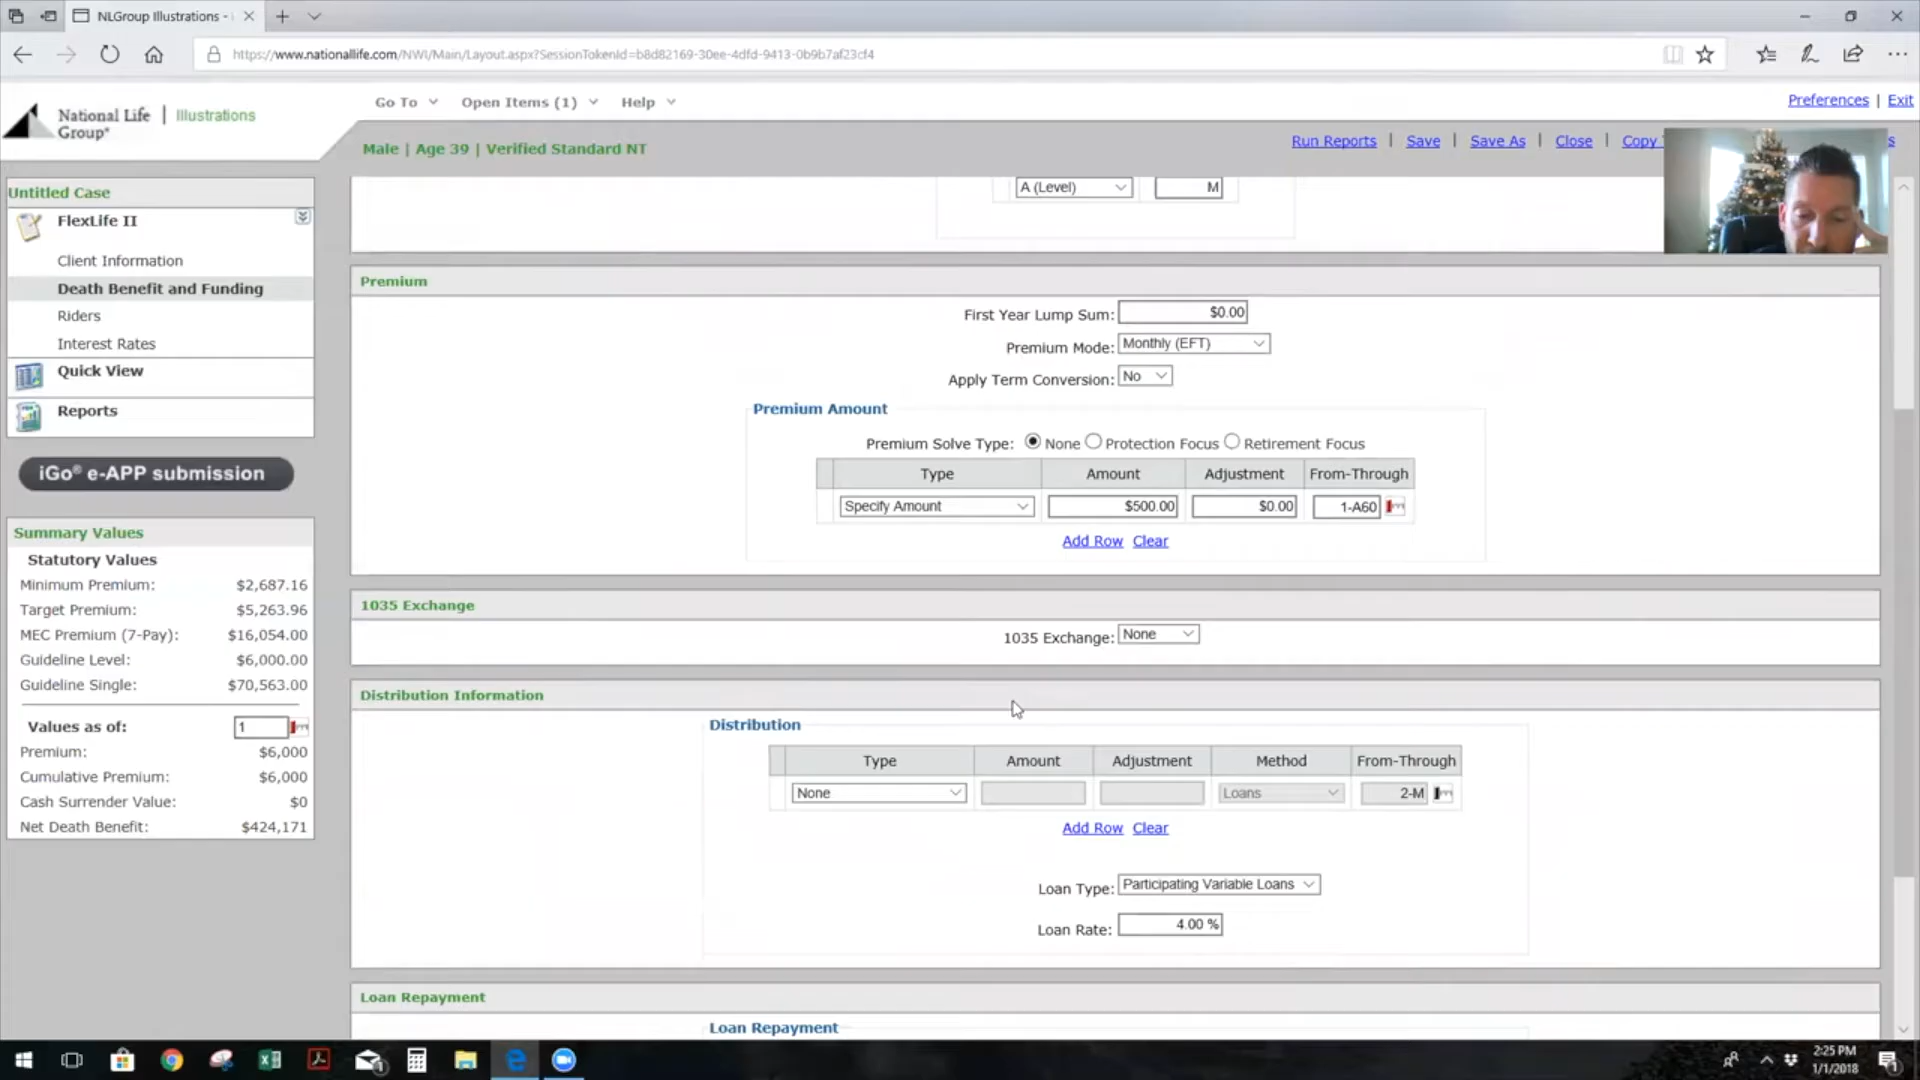 NLGroup Illustrations -
https://www.nationallife.com/NWI/Main/Layout.aspx?SessionTokenId=b8d82169-30ee-4dfd-9413-0b9b7af23cf4
National Life Group® | Illustrations
Go To Open Items (1) Help
Preferences | Exit
Male | Age 39 | Verified Standard NT
Run Reports | Save | Save As | Close | Copy
Untitled Case
FlexLife II
Client Information
Death Benefit and Funding
Riders
Interest Rates
Quick View
Reports
iGo® e-APP submission
Summary Values
Statutory Values
Minimum Premium: $2,687.16
Target Premium: $5,263.96
MEC Premium (7-Pay): $16,054.00
Guideline Level: $6,000.00
Guideline Single: $70,563.00
Values as of: 1
Premium: $6,000
Cumulative Premium: $6,000
Cash Surrender Value: $0
Net Death Benefit: $424,171
A (Level) M
Premium
First Year Lump Sum: $0.00
Premium Mode: Monthly (EFT)
Apply Term Conversion: No
Premium Amount
Premium Solve Type: None Protection Focus Retirement Focus
Type Amount Adjustment From-Through
Specify Amount $500.00 $0.00 1-A60
Add Row Clear
1035 Exchange
1035 Exchange: None
Distribution Information
Distribution
Type Amount Adjustment Method From-Through
None Loans 2-M
Add Row Clear
Loan Type: Participating Variable Loans
Loan Rate: 4.00 %
Loan Repayment
Loan Repayment
2:25 PM
1/1/2018